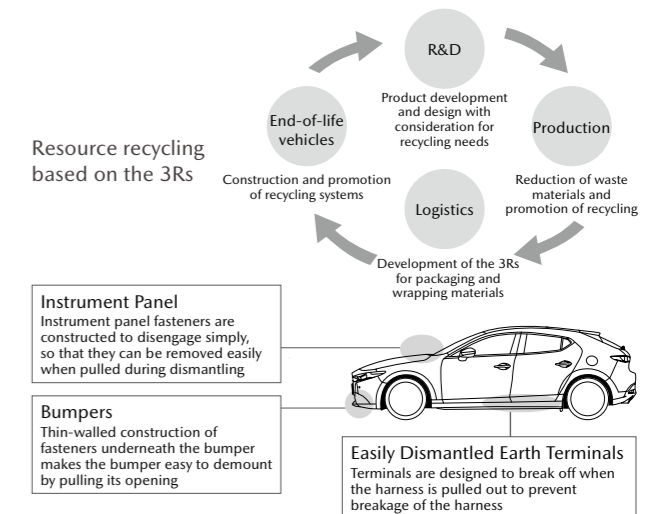 R&D
Product development
and design with
consideration for
recycling needs
End-of-life
vehicles
Production
Resource recycling
based on the 3Rs
Construction and promotion
of recycling systems
Reduction of waste
materials and
promotion of recycling
Logistics
Development of the 3Rs
for packaging and
wrapping materials
Instrument Panel
Instrument panel fasteners are
constructed to disengage simply,
so that they can be removed easily
when pulled during dismantling
Bumpers
Thin-walled construction of
fasteners underneath the bumper
makes the bumper easy to demount
by pulling its opening
Easily Dismantled Earth Terminals
Terminals are designed to break off when
the harness is pulled out to prevent
breakage of the harness